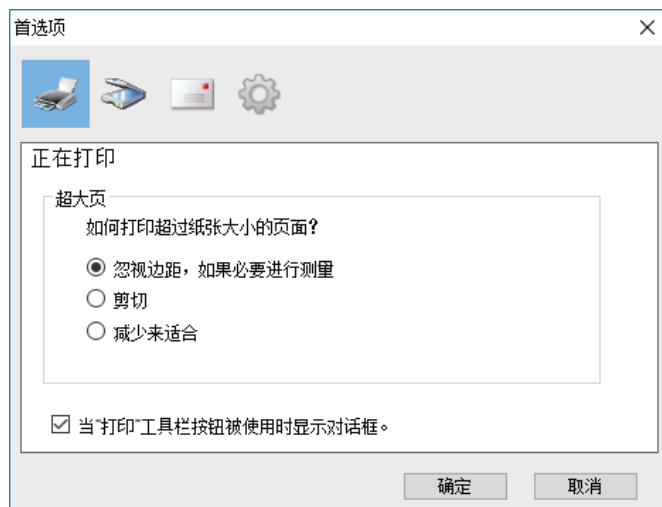 首选项
正在打印
超大页
如何打印超过纸张大小的页面?
忽视边距，如果必要进行测量
剪切
减少来适合
当"打印"工具栏按钮被使用时显示对话框。
确定
取消